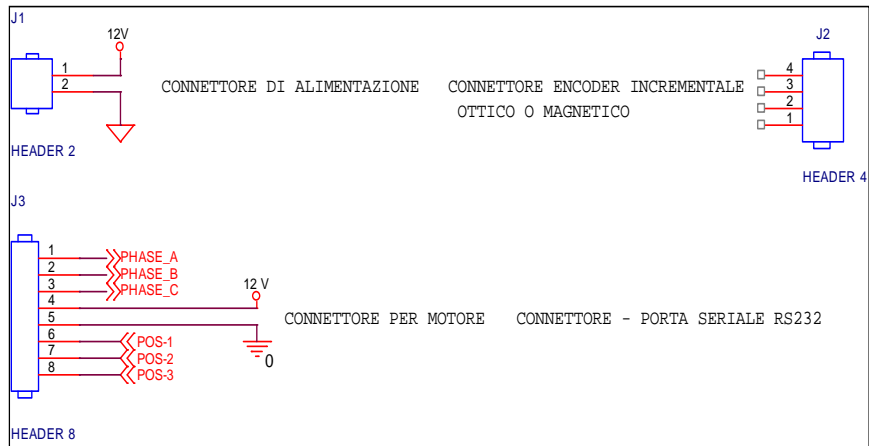 J1
12V
1
2
HEADER 2
CONNETTORE DI ALIMENTAZIONE
CONNETTORE ENCODER INCREMENTALE
OTTICO O MAGNETICO
J2
4
3
2
1
HEADER 4
J3
1
PHASE_A
2
PHASE_B
3
PHASE_C
4
12 V
5
0
6
POS-1
7
POS-2
8
POS-3
HEADER 8
CONNETTORE PER MOTORE
CONNETTORE - PORTA SERIALE RS232